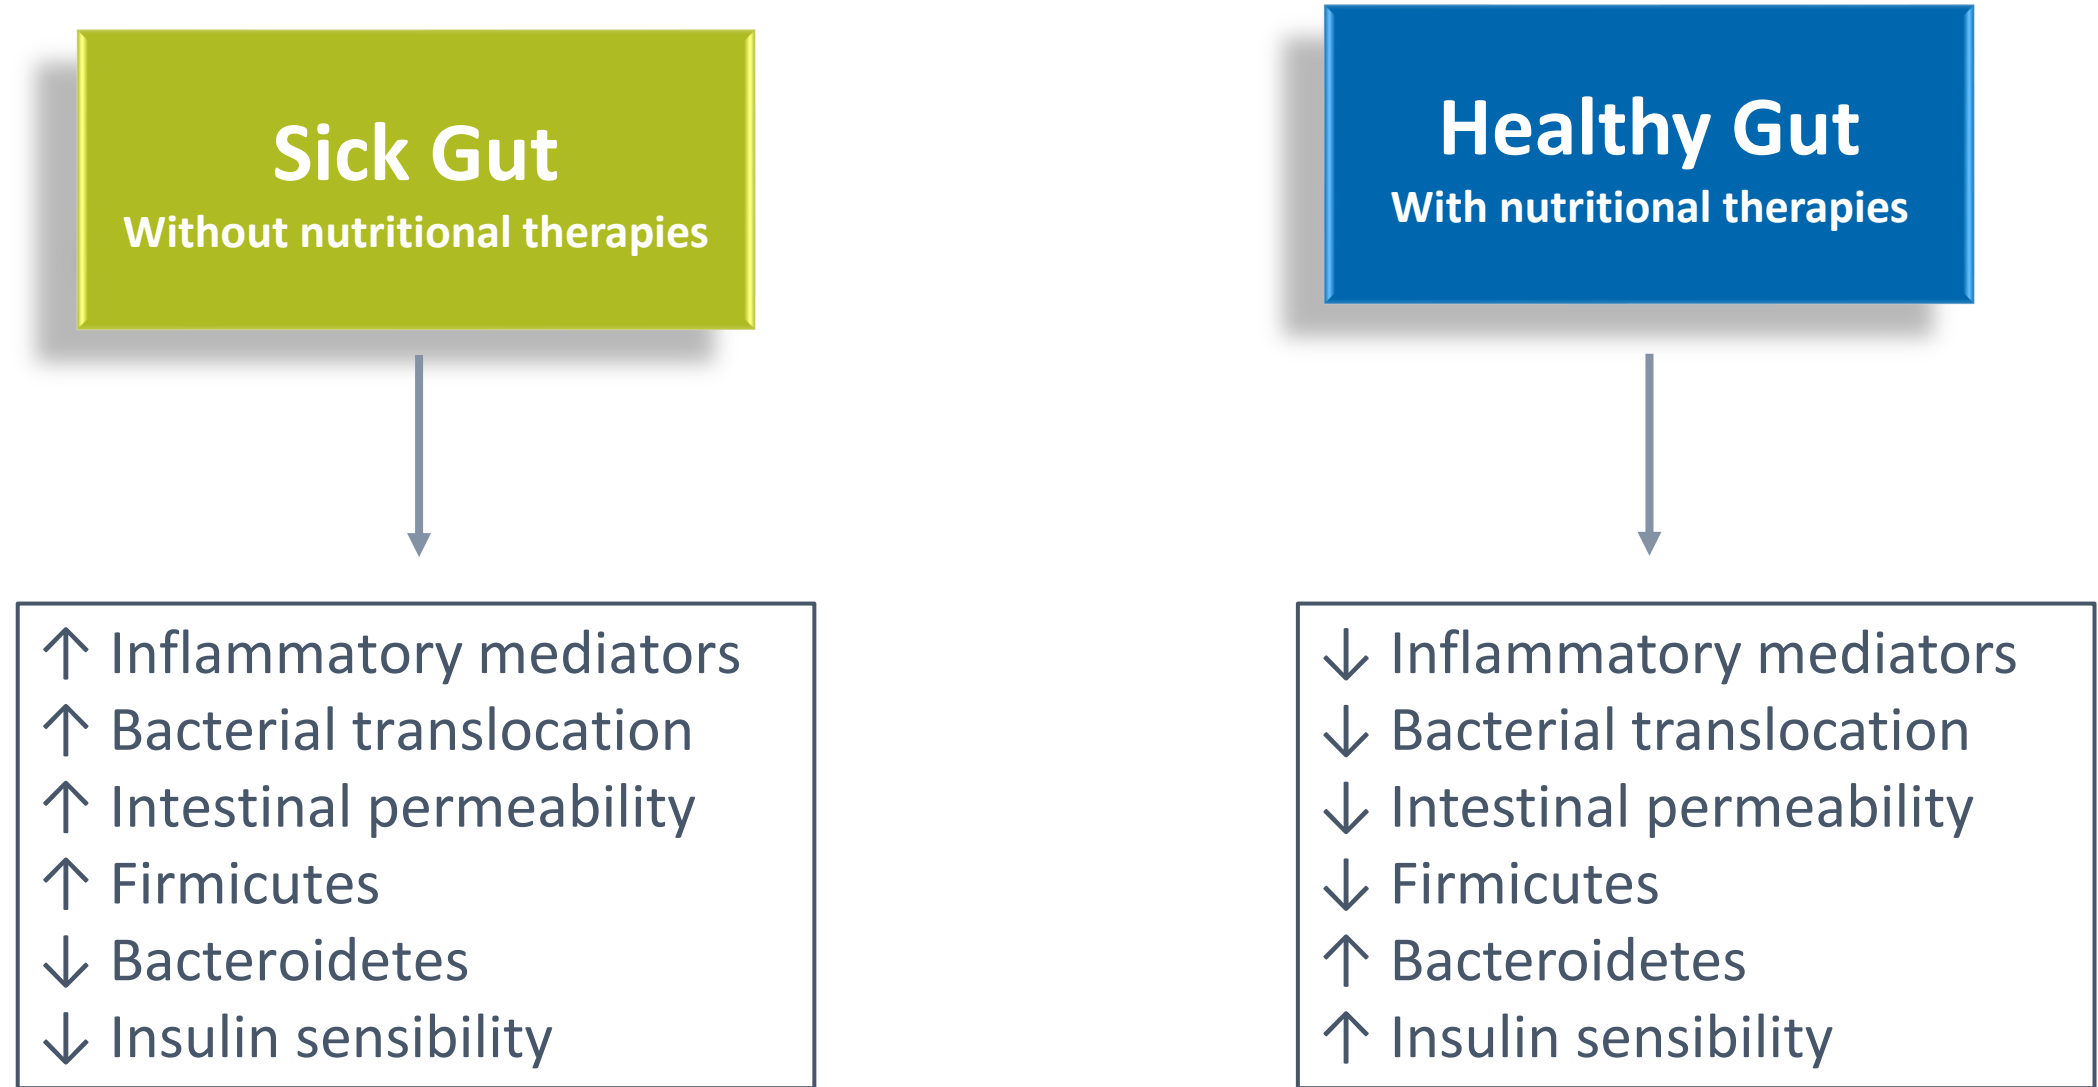 Sick Gut
Without nutritional therapies
↑ Inflammatory mediators
↑ Bacterial translocation
↑ Intestinal permeability
↑ Firmicutes
↓ Bacteroidetes
↓ Insulin sensibility
Healthy Gut
With nutritional therapies
↓ Inflammatory mediators
↓ Bacterial translocation
↓ Intestinal permeability
↓ Firmicutes
↑ Bacteroidetes
↑ Insulin sensibility